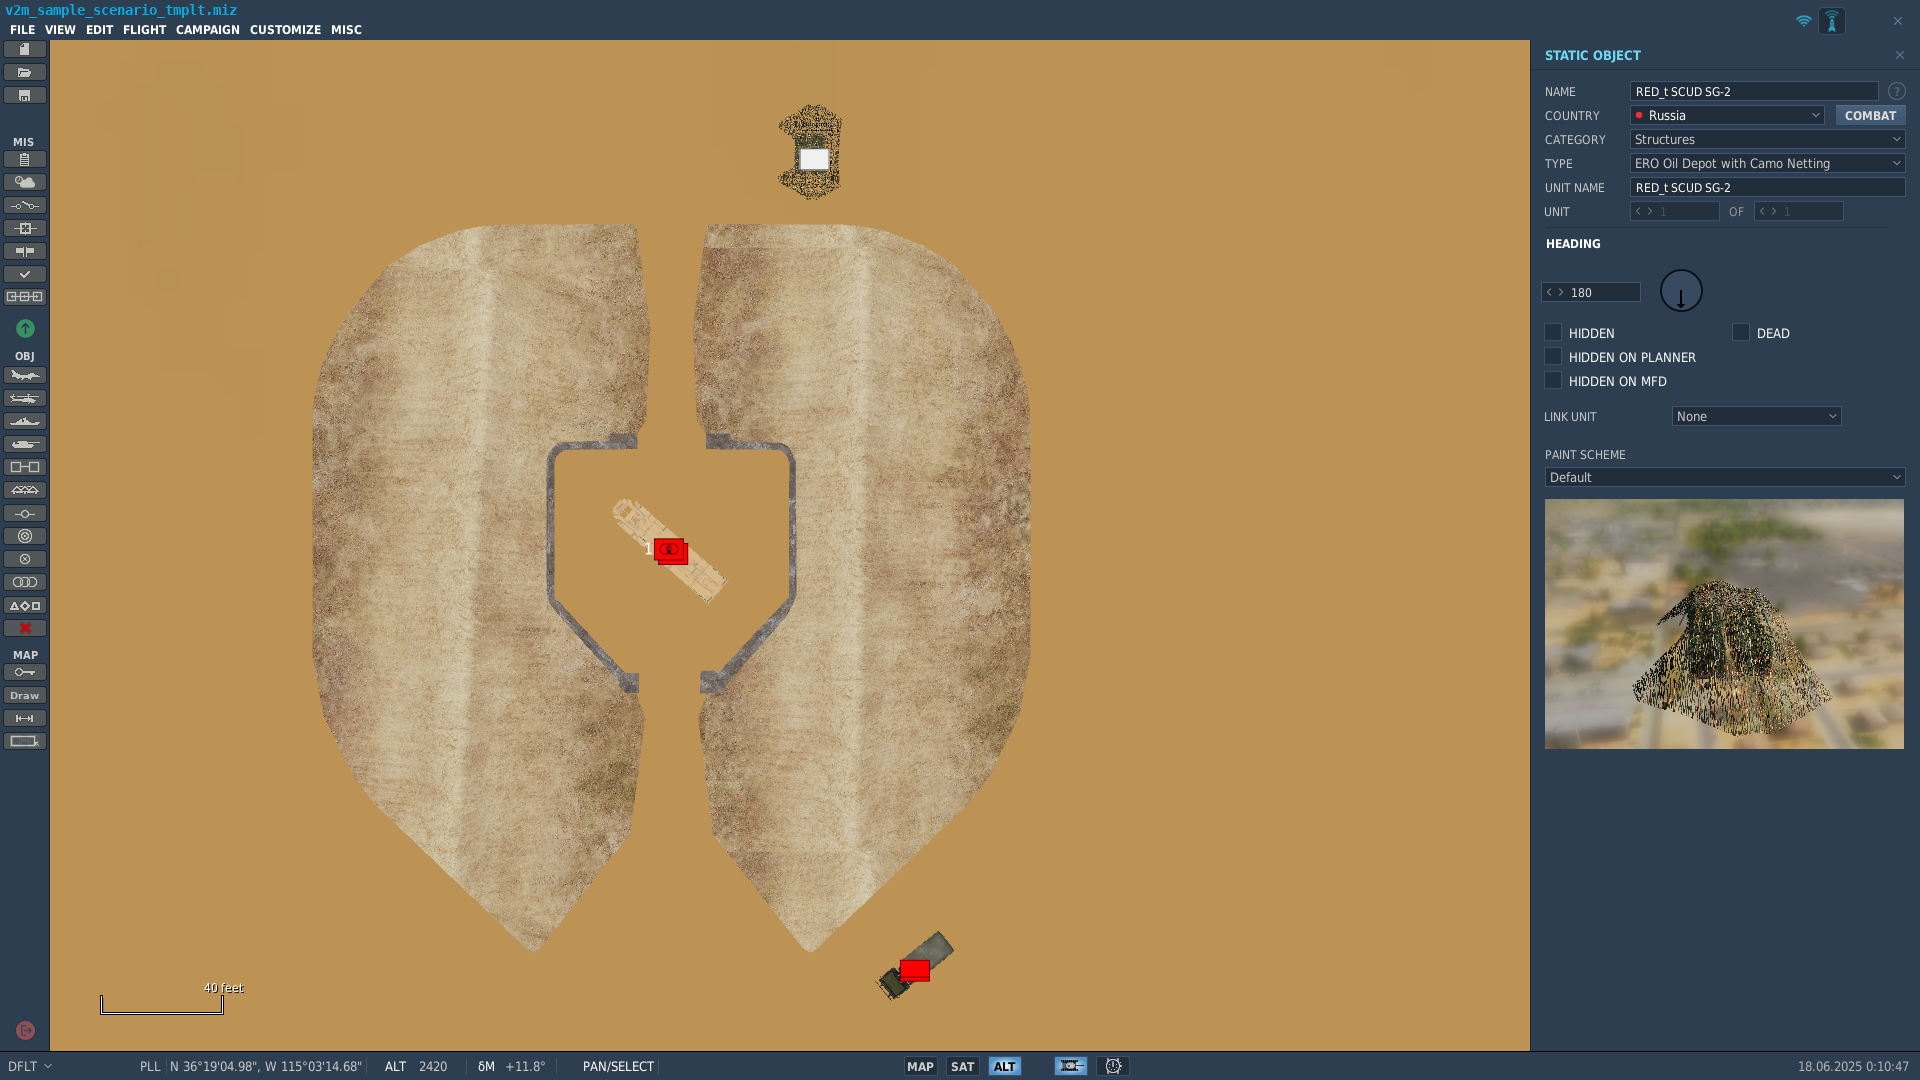 v2m_sample_scenario_tmplt.miz
FILE VIEW EDIT FLIGHT CAMPAIGN CUSTOMIZE MISC
MIS
OBJ
MAP
Draw
1
40 feet
STATIC OBJECT
NAME RED_t SCUD SG-2 ?
COUNTRY Russia COMBAT
CATEGORY Structures
TYPE ERO Oil Depot with Camo Netting
UNIT NAME RED_t SCUD SG-2
UNIT < > 1 OF < > 1
HEADING
< > 180
HIDDEN DEAD
HIDDEN ON PLANNER
HIDDEN ON MFD
LINK UNIT None
PAINT SCHEME
Default
DFLT PLL N 36°19'04.98", W 115°03'14.68" ALT 2420 δM +11.8° PAN/SELECT MAP SAT ALT 18.06.2025 0:10:47